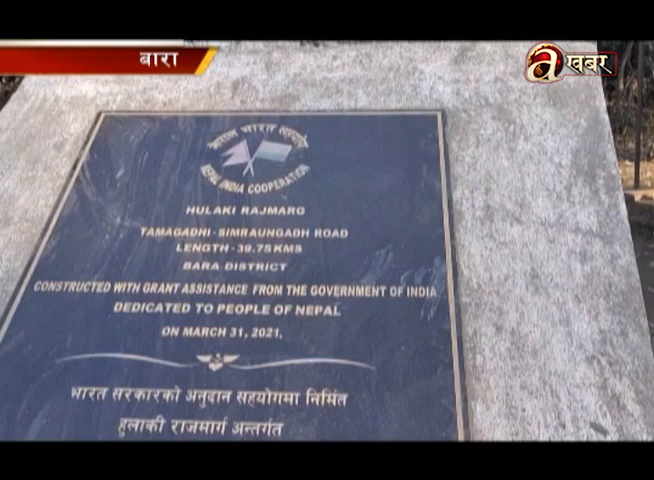 बारा
a खबर
नेपाल भारत सहयोग
NEPAL INDIA COOPERATION
HULAKI RAJMARG
TAMAGADHI - SIMRAUNGADH ROAD
LENGTH - 39.75 KMS
BARA DISTRICT
CONSTRUCTED WITH GRANT ASSISTANCE FROM THE GOVERNMENT OF INDIA
DEDICATED TO PEOPLE OF NEPAL
ON MARCH 31, 2021,
भारत सरकारको अनुदान सहयोगमा निर्मित
हुलाकी राजमार्ग अन्तर्गत